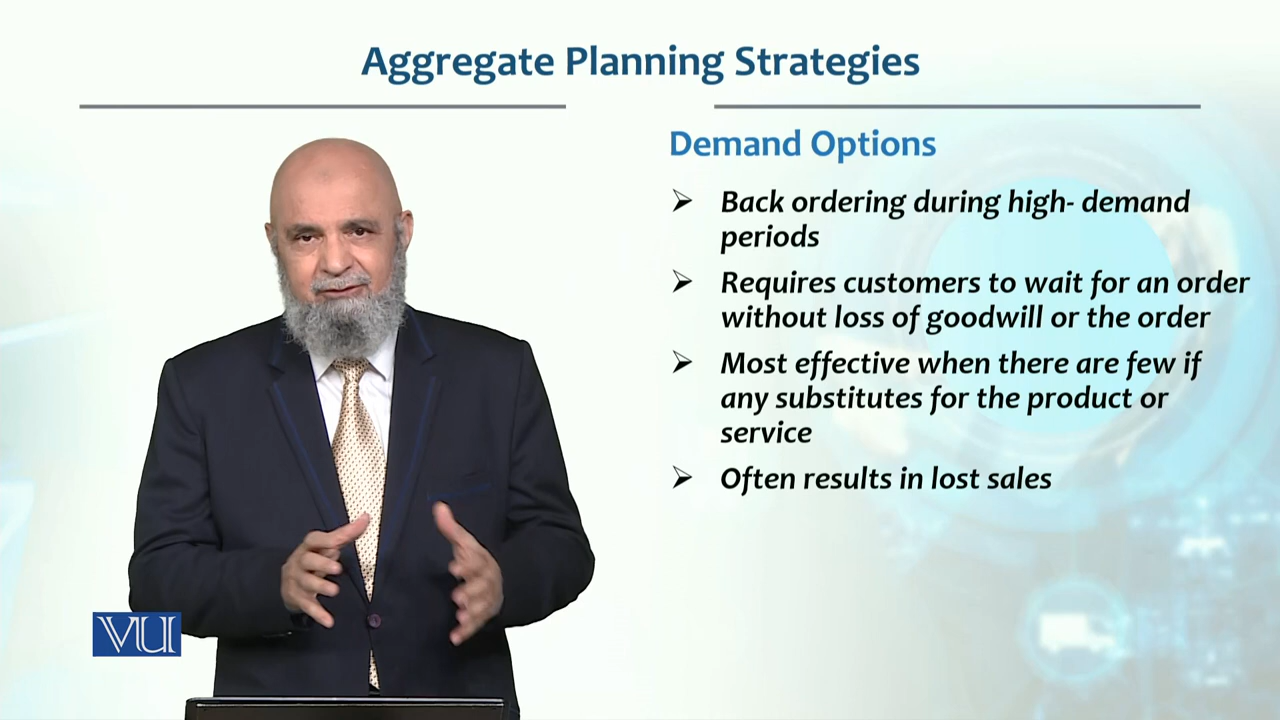 Aggregate Planning Strategies
Demand Options
Back ordering during high- demand
periods
Requires customers to wait for an order
without loss of goodwill or the order
Most effective when there are few if
any substitutes for the product or
service
Often results in lost sales
VU